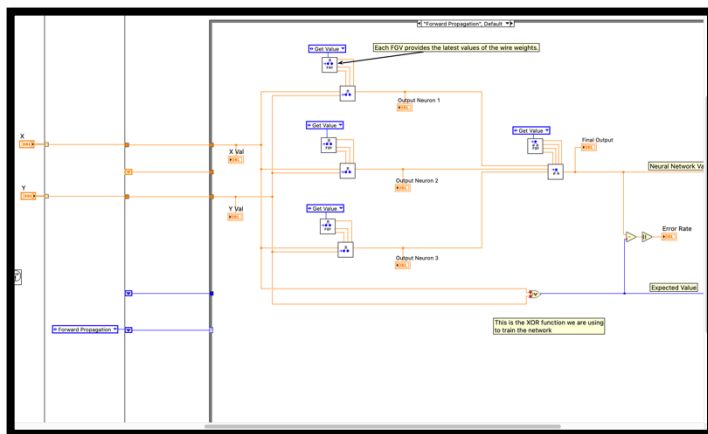 "Forward Propagation", Default
Get Value
Each FGV provides the latest values of the wire weights.
Output Neuron 1
X
X Val
Get Value
Get Value
Final Output
Neural Network Va
Output Neuron 2
Y
Y Val
Get Value
Error Rate
Output Neuron 3
Expected Value
This is the XOR function we are using
to train the network
Forward Propagation